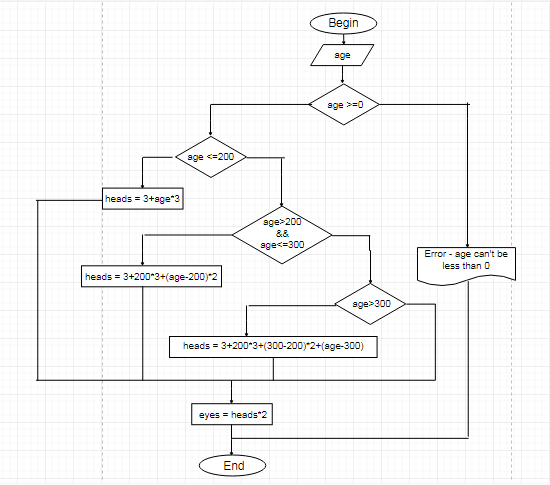 Begin
age
age >=0
age <=200
heads = 3+age*3
age>200
&&
age<=300
Error - age can't be
less than 0
heads = 3+200*3+(age-200)*2
age>300
heads = 3+200*3+(300-200)*2+(age-300)
eyes = heads*2
End